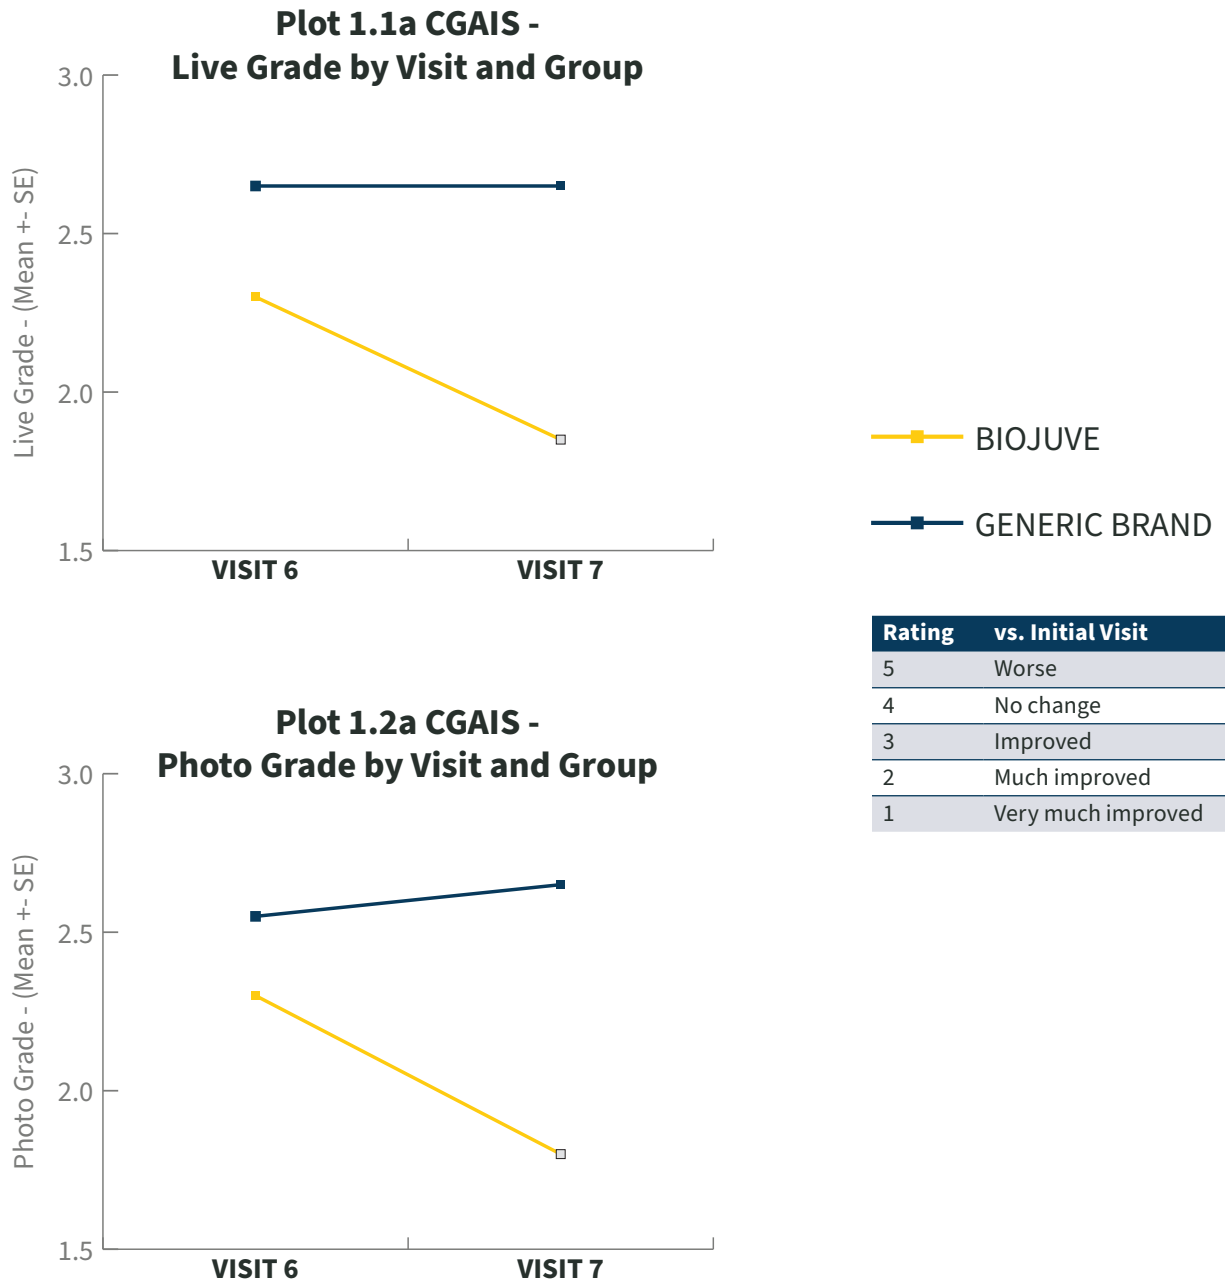 Plot 1.1a CGAIS -
Live Grade by Visit and Group
Live Grade - (Mean +- SE)
3.0
2.5
2.0
1.5
VISIT 6
VISIT 7
BIOJUVE
GENERIC BRAND
Rating vs. Initial Visit
5 Worse
4 No change
3 Improved
2 Much improved
1 Very much improved
Plot 1.2a CGAIS -
Photo Grade by Visit and Group
Photo Grade - (Mean +- SE)
3.0
2.5
2.0
1.5
VISIT 6
VISIT 7